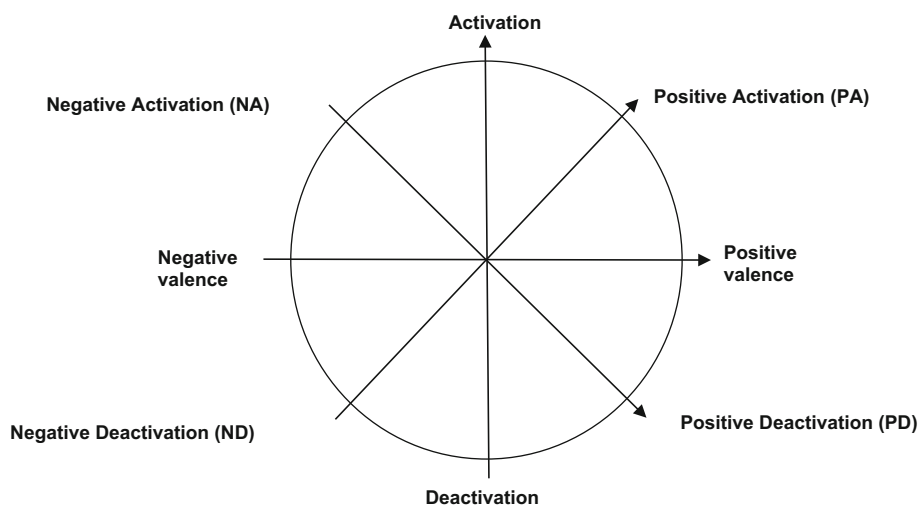 Activation
Negative Activation (NA)
Positive Activation (PA)
Negative
valence
Positive
valence
Negative Deactivation (ND)
Positive Deactivation (PD)
Deactivation